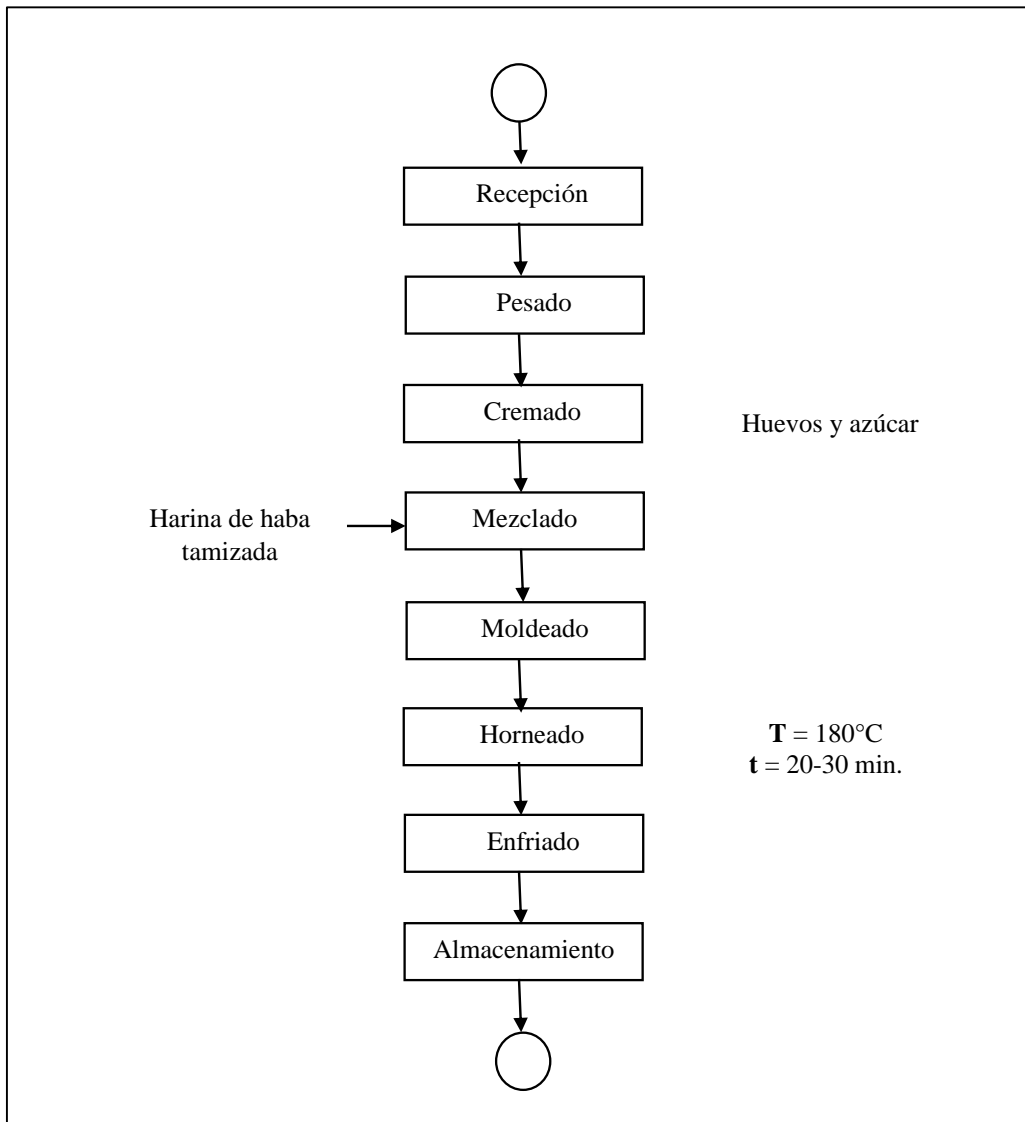 Recepción
Pesado
Cremado
Huevos y azúcar
Mezclado
Harina de haba
tamizada
Moldeado
Horneado
T = 180°C
t = 20-30 min.
Enfriado
Almacenamiento